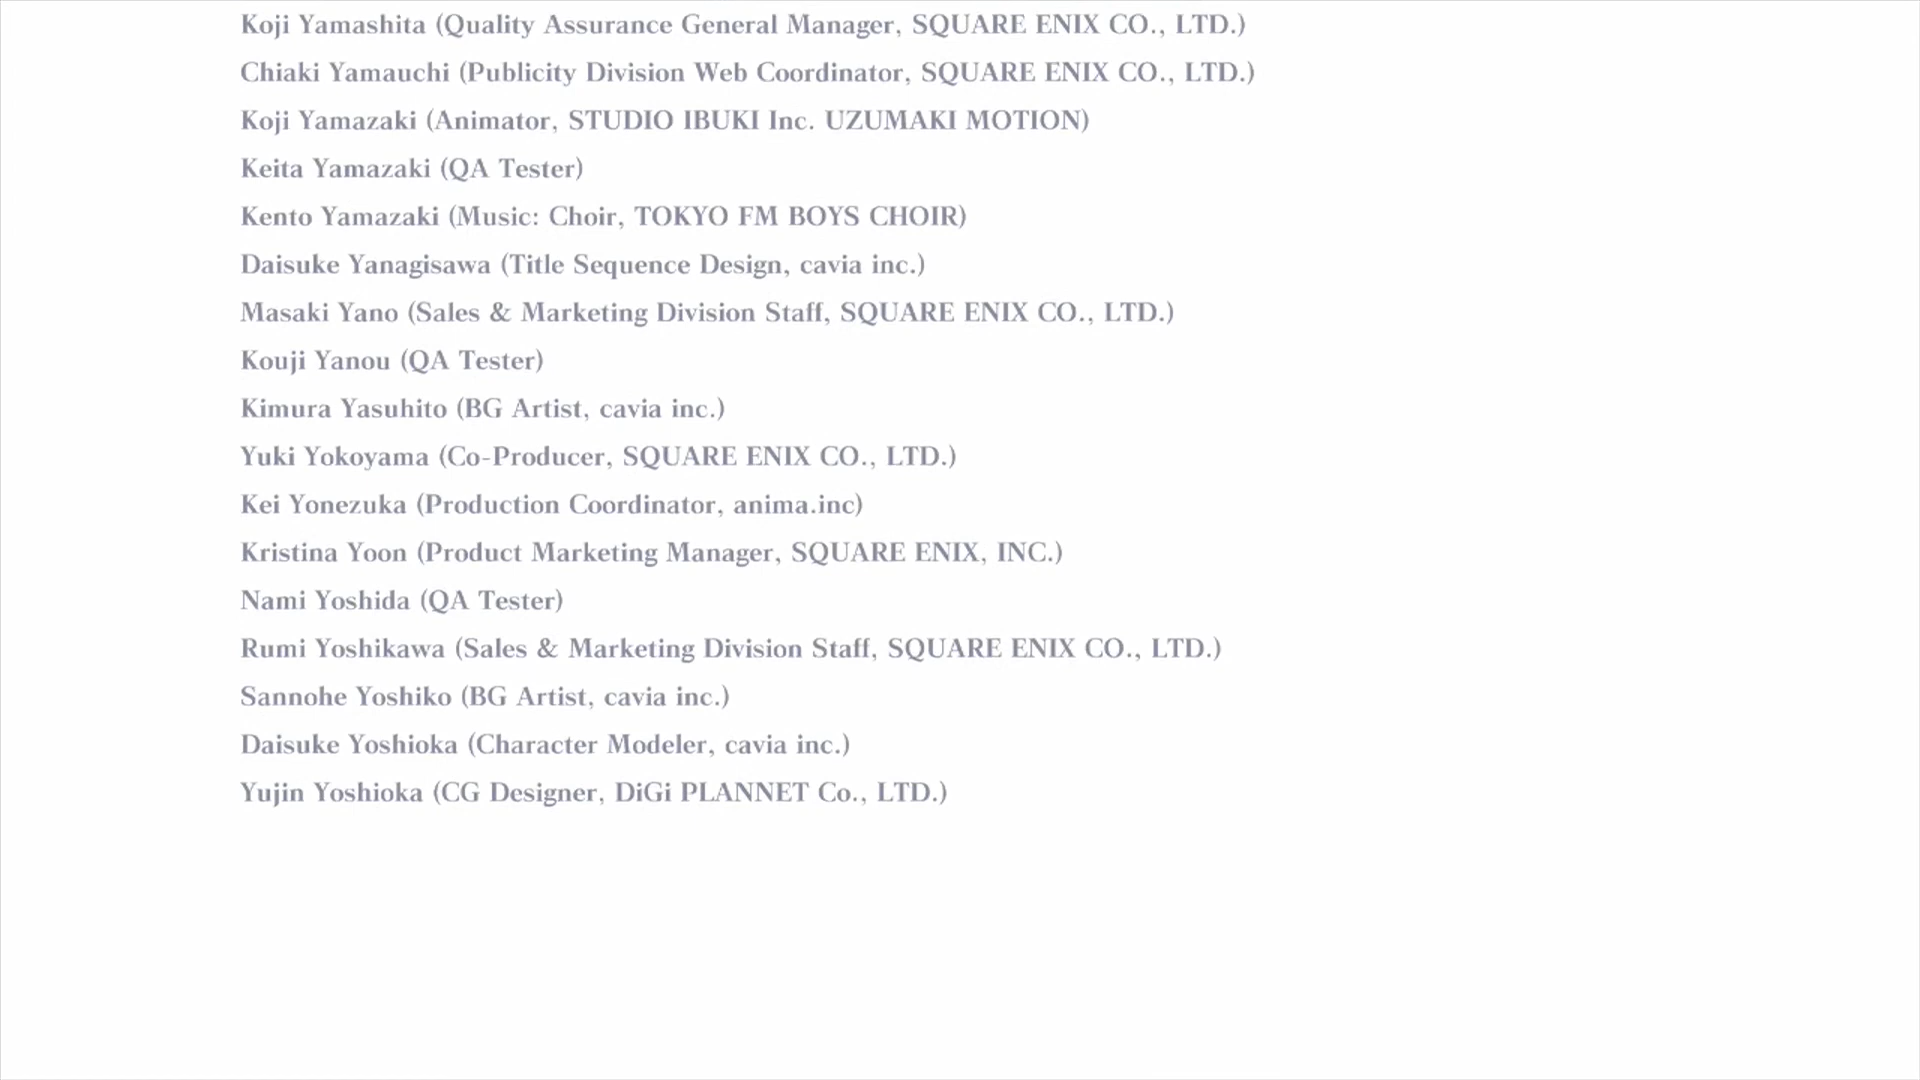 Koji Yamashita (Quality Assurance General Manager, SQUARE ENIX CO., LTD.)
Chiaki Yamauchi (Publicity Division Web Coordinator, SQUARE ENIX CO., LTD.)
Koji Yamazaki (Animator, STUDIO IBUKI Inc. UZUMAKI MOTION)
Keita Yamazaki (QA Tester)
Kento Yamazaki (Music: Choir, TOKYO FM BOYS CHOIR)
Daisuke Yanagisawa (Title Sequence Design, cavia inc.)
Masaki Yano (Sales & Marketing Division Staff, SQUARE ENIX CO., LTD.)
Kouji Yanou (QA Tester)
Kimura Yasuhito (BG Artist, cavia inc.)
Yuki Yokoyama (Co-Producer, SQUARE ENIX CO., LTD.)
Kei Yonezuka (Production Coordinator, anima.inc)
Kristina Yoon (Product Marketing Manager, SQUARE ENIX, INC.)
Nami Yoshida (QA Tester)
Rumi Yoshikawa (Sales & Marketing Division Staff, SQUARE ENIX CO., LTD.)
Sannohe Yoshiko (BG Artist, cavia inc.)
Daisuke Yoshioka (Character Modeler, cavia inc.)
Yujin Yoshioka (CG Designer, DiGi PLANNET Co., LTD.)